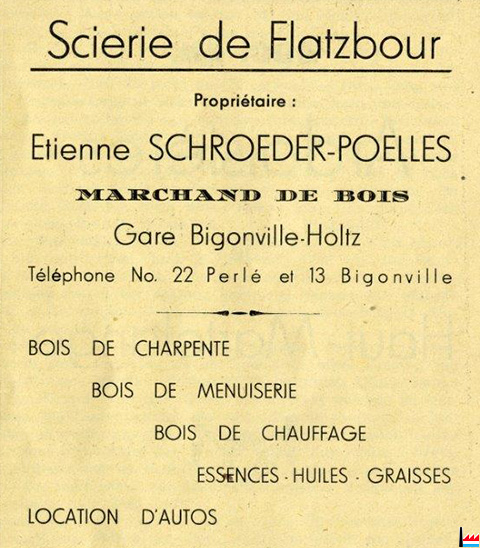 Scierie de Flatzbour
Propriétaire :
Etienne SCHROEDER-POELLES
MARCHAND DE BOIS
Gare Bigonville-Holtz
Téléphone No. 22 Perlé et 13 Bigonville
BOIS DE CHARPENTE
BOIS DE MENUISERIE
BOIS DE CHAUFFAGE
ESSENCES - HUILES - GRAISSES
LOCATION D'AUTOS